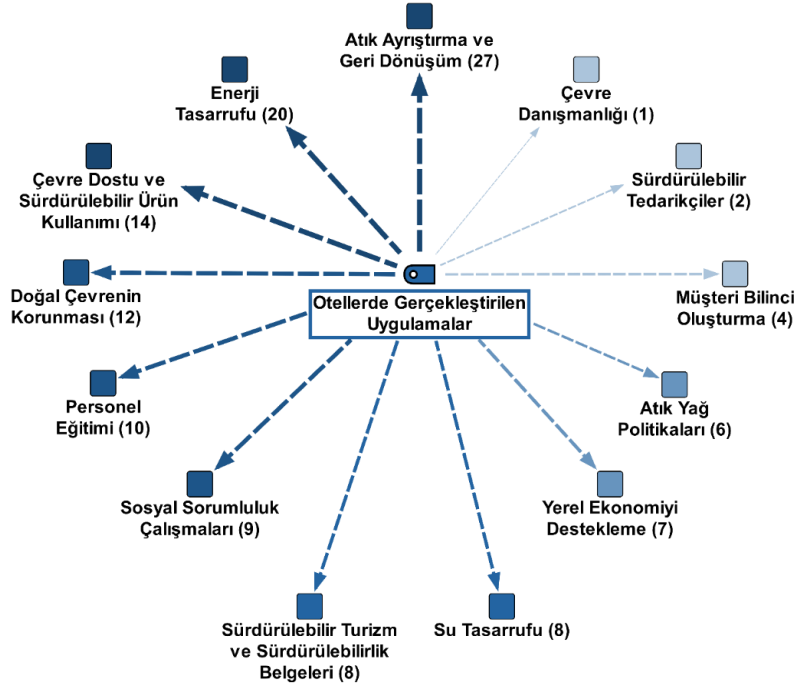 Atık Ayrıştırma ve
Geri Dönüşüm (27)
Enerji
Tasarrufu (20)
Çevre
Danışmanlığı (1)
Çevre Dostu ve
Sürdürülebilir Ürün
Kullanımı (14)
Sürdürülebilir
Tedarikçiler (2)
Doğal Çevrenin
Korunması (12)
Otellerde Gerçekleştirilen
Uygulamalar
Müşteri Bilinci
Oluşturma (4)
Personel
Eğitimi (10)
Atık Yağ
Politikaları (6)
Sosyal Sorumluluk
Çalışmaları (9)
Yerel Ekonomiyi
Destekleme (7)
Sürdürülebilir Turizm
ve Sürdürülebilirlik
Belgeleri (8)
Su Tasarrufu (8)